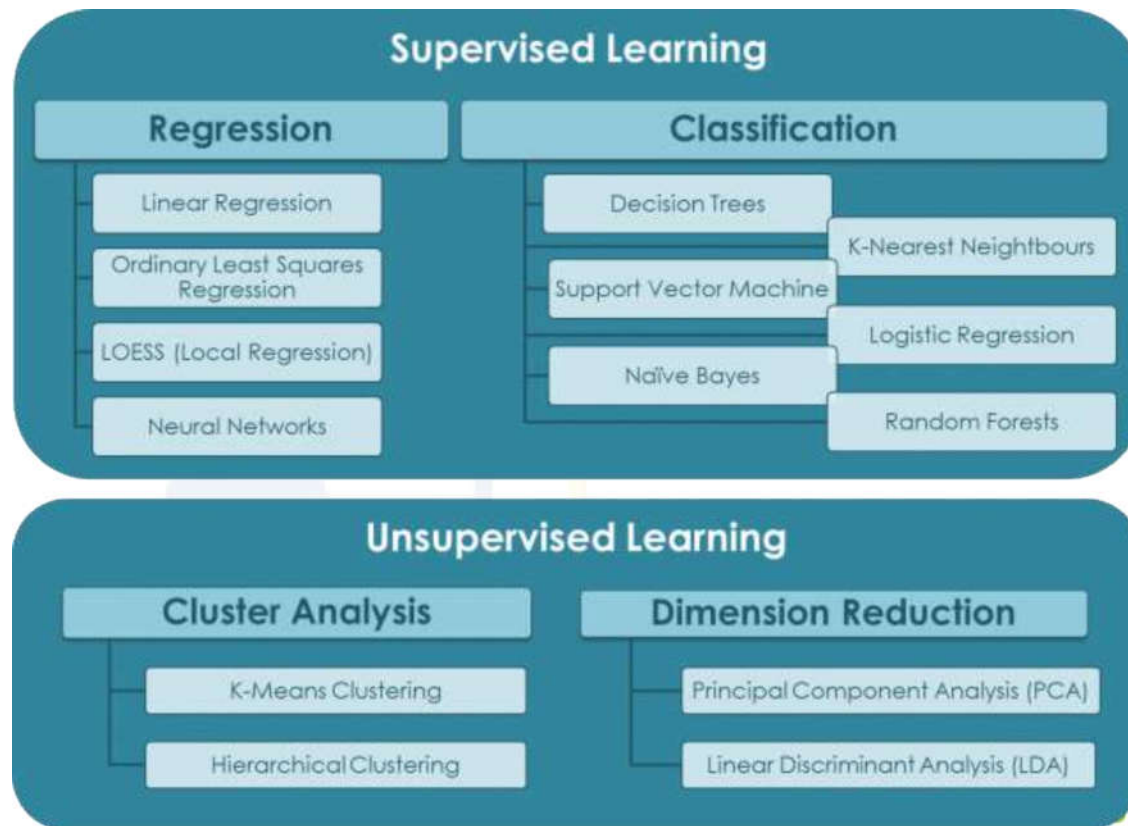 Supervised Learning
Regression
Linear Regression
Ordinary Least Squares
Regression
LOESS (Local Regression)
Neural Networks
Classification
Decision Trees
K-Nearest Neightbours
Support Vector Machine
Logistic Regression
Naïve Bayes
Random Forests
Unsupervised Learning
Cluster Analysis
K-Means Clustering
Hierarchical Clustering
Dimension Reduction
Principal Component Analysis (PCA)
Linear Discriminant Analysis (LDA)